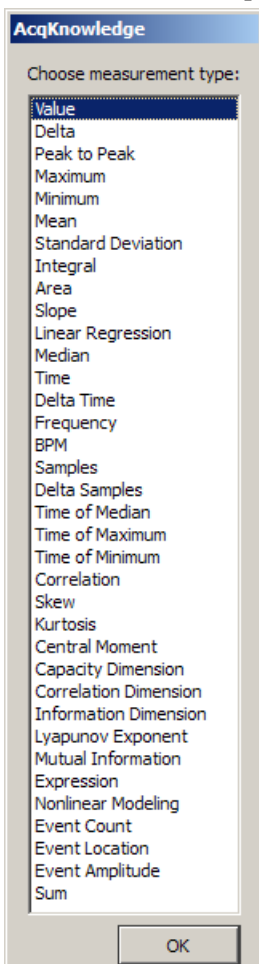 AcqKnowledge
Choose measurement type:
Value
Delta
Peak to Peak
Maximum
Minimum
Mean
Standard Deviation
Integral
Area
Slope
Linear Regression
Median
Time
Delta Time
Frequency
BPM
Samples
Delta Samples
Time of Median
Time of Maximum
Time of Minimum
Correlation
Skew
Kurtosis
Central Moment
Capacity Dimension
Correlation Dimension
Information Dimension
Lyapunov Exponent
Mutual Information
Expression
Nonlinear Modeling
Event Count
Event Location
Event Amplitude
Sum
OK